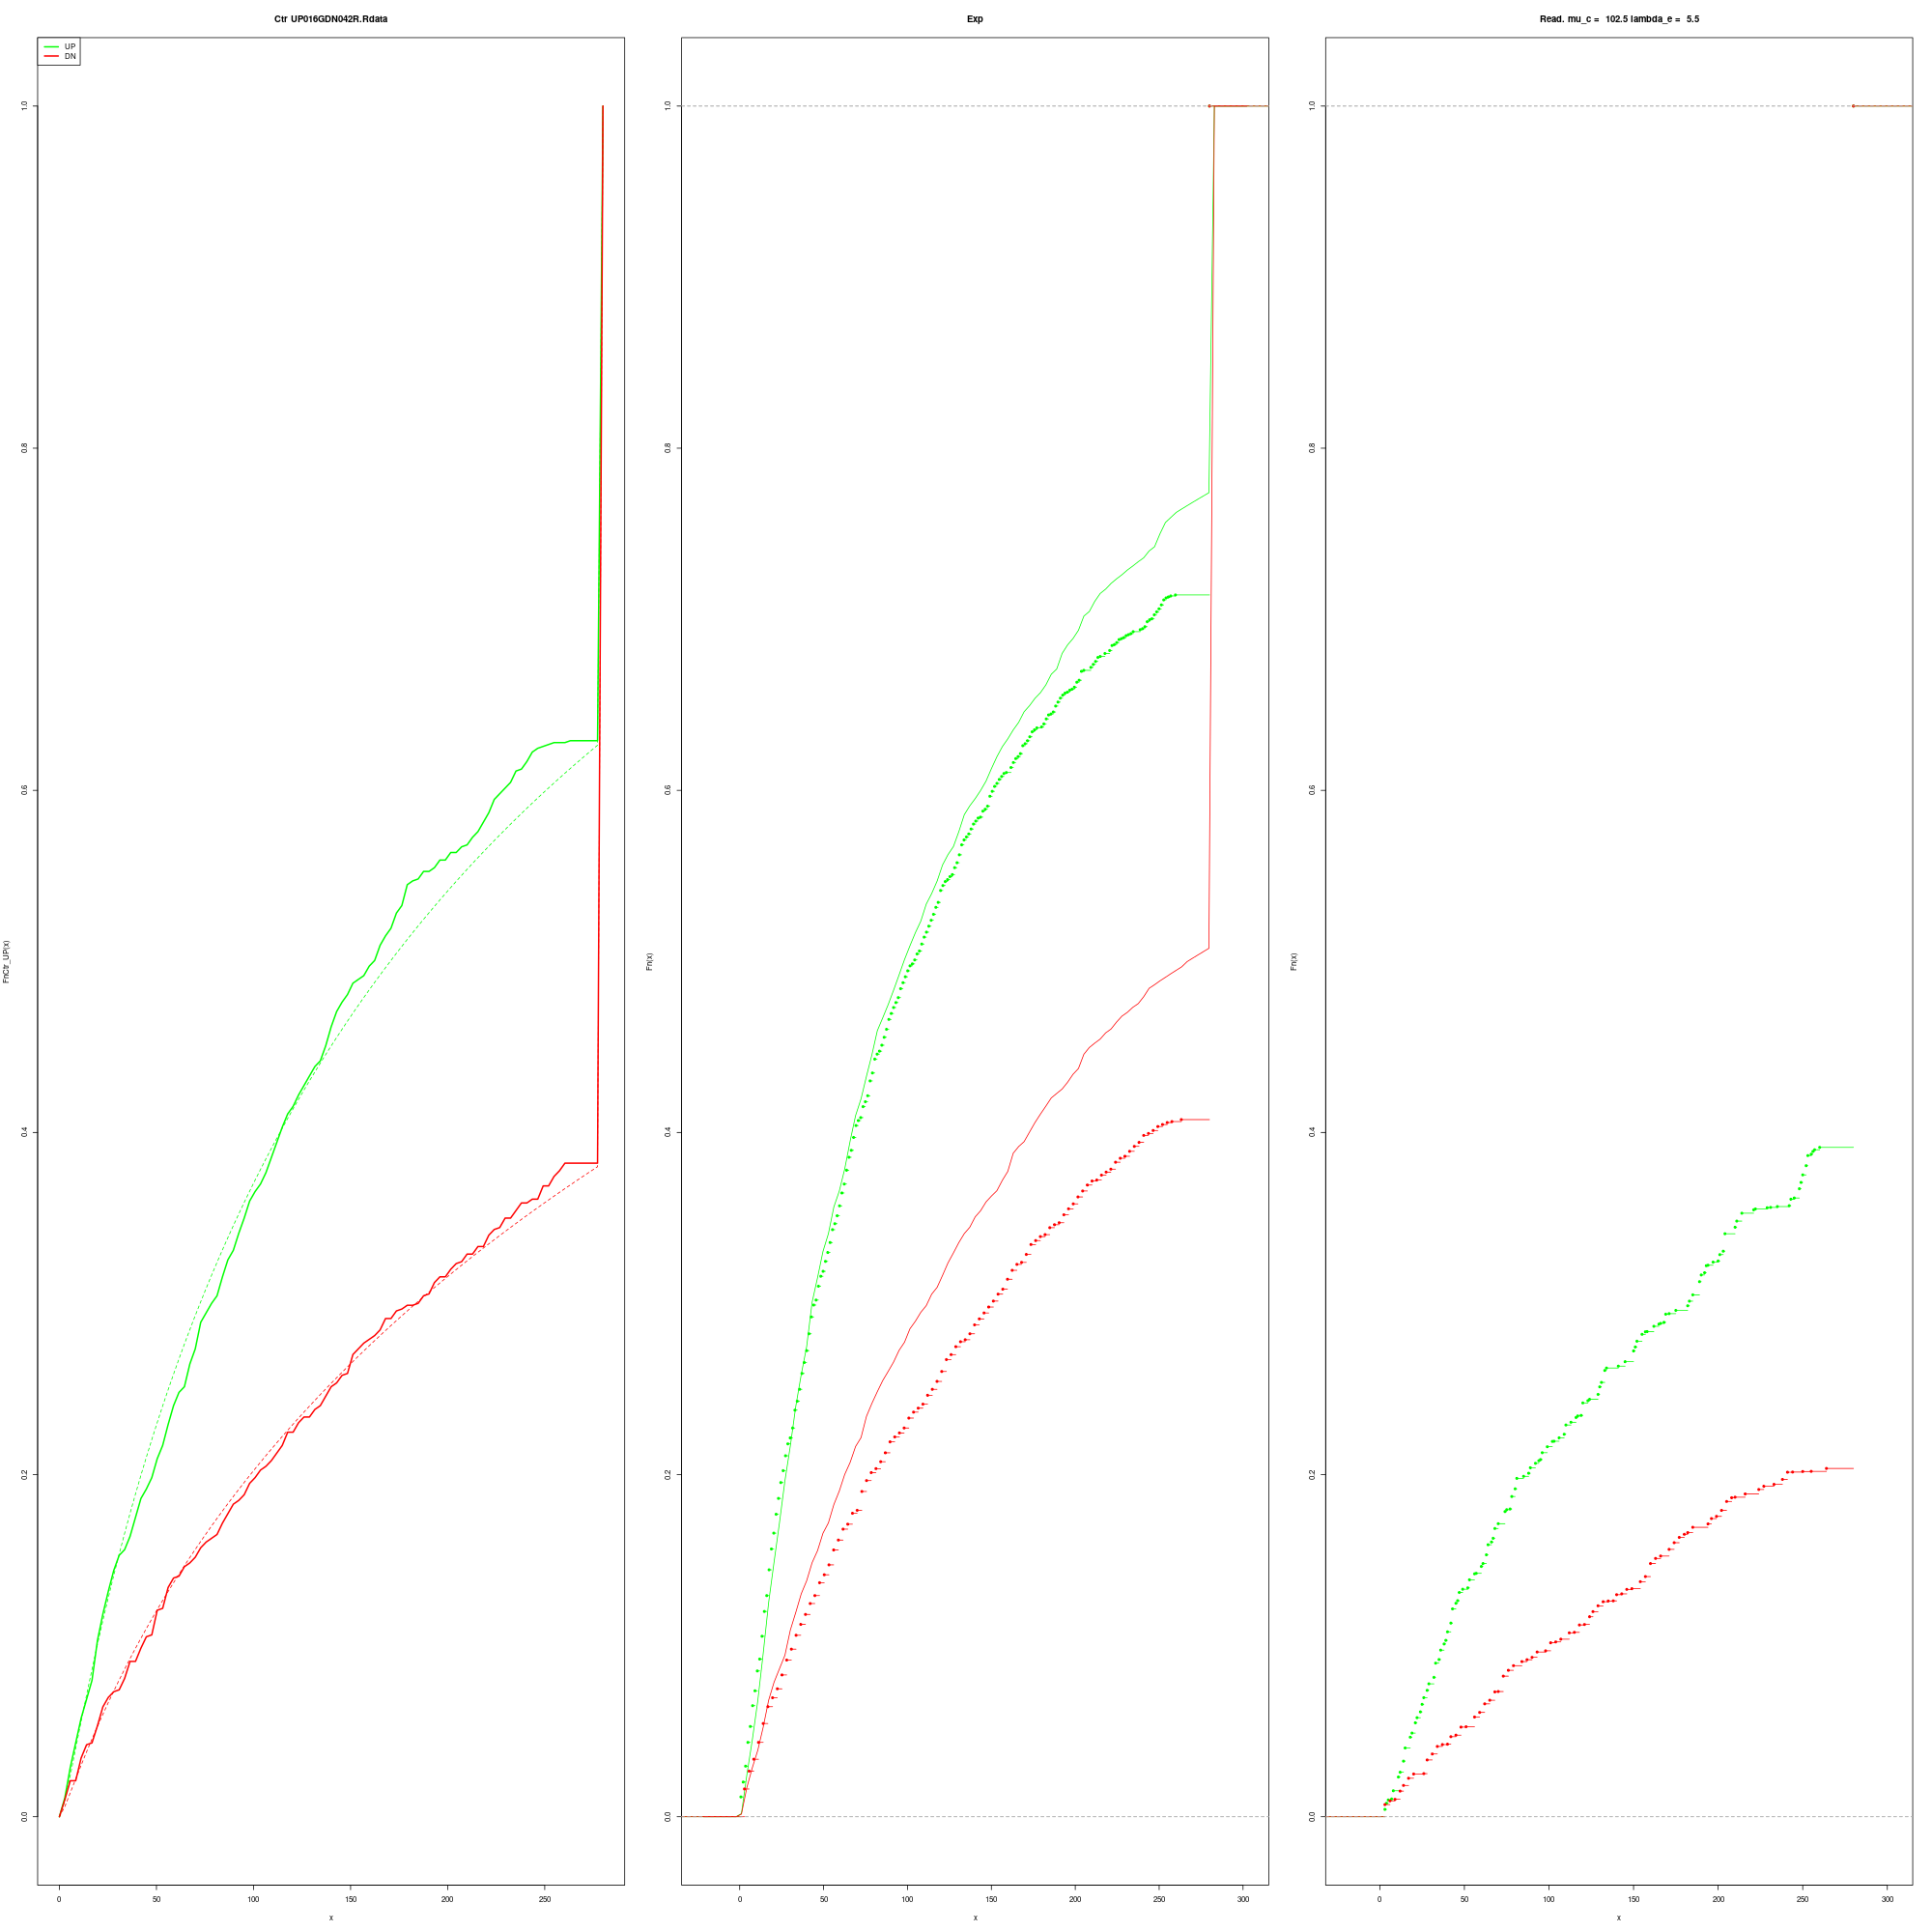 Ctr UP016GDN042R.Rdata
UP
DN
FnCtr_UP(x)
1.0
0.8
0.6
0.4
0.2
0.0
0 50 100 150 200 250
x
Exp
Fn(x)
1.0
0.8
0.6
0.4
0.2
0.0
0 50 100 150 200 250 300
x
Read. mu_c = 102.5 lambda_e = 5.5
Fn(x)
1.0
0.8
0.6
0.4
0.2
0.0
0 50 100 150 200 250 300
x